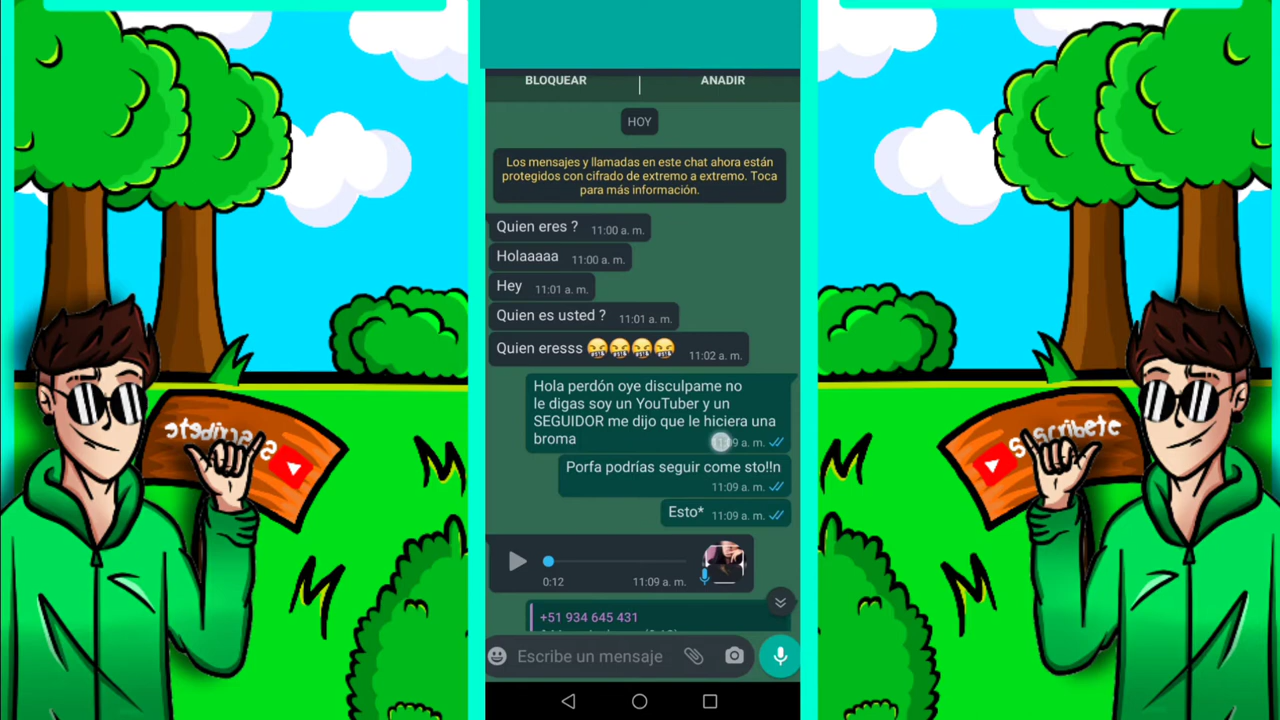 BLOQUEAR
AÑADIR
HOY
Los mensajes y llamadas en este chat ahora están
protegidos con cifrado de extremo a extremo. Toca
para más información.
Quien eres ? 11:00 a. m.
Holaaaaa 11:00 a. m.
Hey 11:01 a. m.
Quien es usted ? 11:01 a. m.
Quien eresss 🤬🤬🤬🤬 11:02 a. m.
Hola perdón oye disculpame no
le digas soy un YouTuber y un
SEGUIDOR me dijo que le hiciera una
broma a. m.
Porfa podrías seguir come sto!!n
11:09 a. m.
Esto* 11:09 a. m.
0:12 11:09 a. m.
+51 934 645 431
Escribe un mensaje
suscribete
suscribete